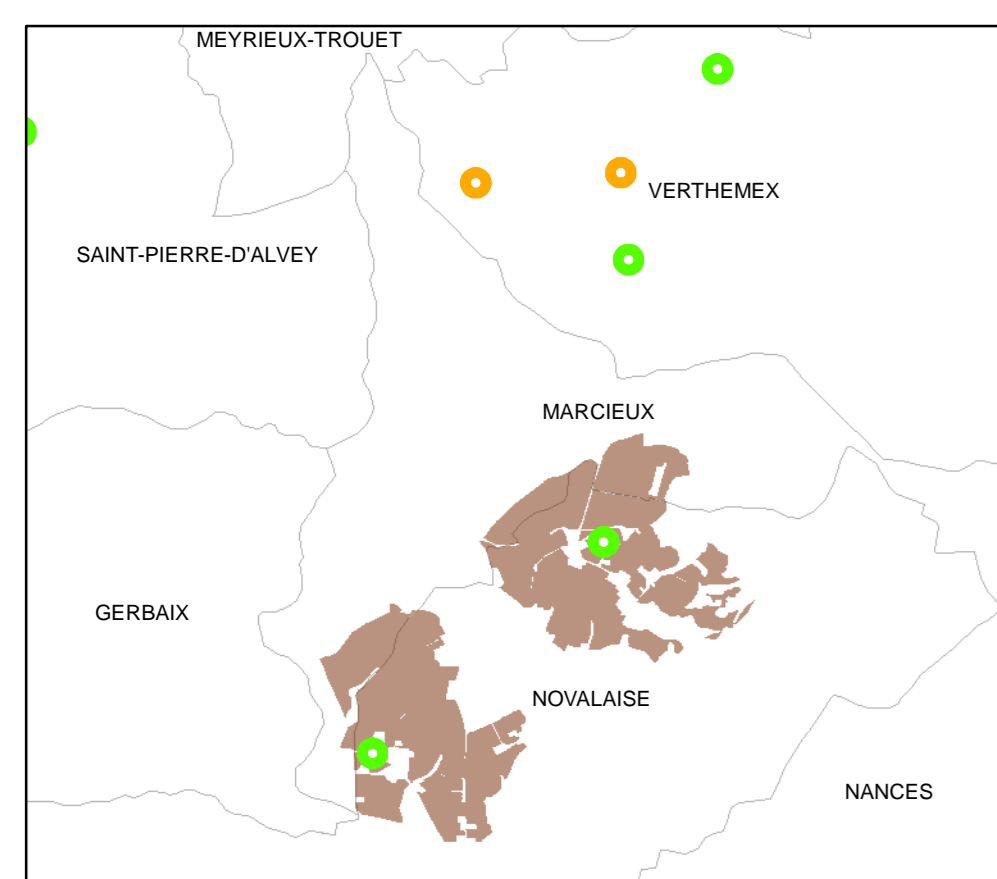 MEYRIEUX-TROUET
VERTHEMEX
SAINT-PIERRE-D'ALVEY
MARCIEUX
GERBAIX
NOVALAISE
NANCES